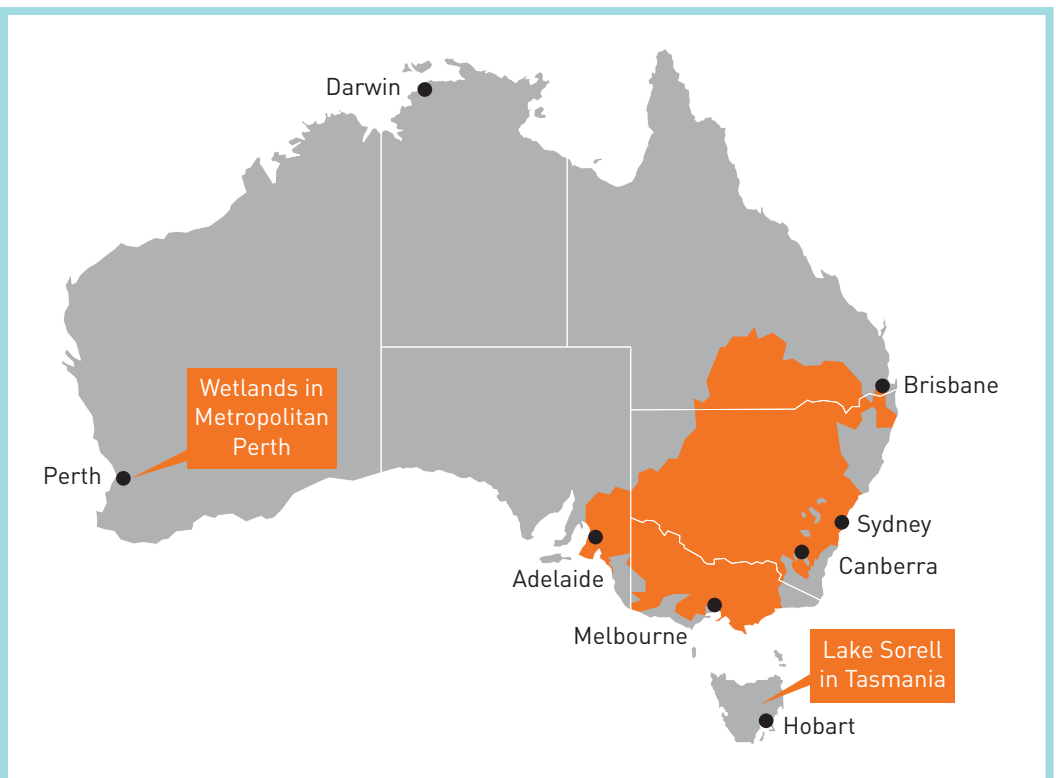 Darwin
Wetlands in
Metropolitan
Perth
Brisbane
Perth
Sydney
Canberra
Adelaide
Melbourne
Lake Sorell
in Tasmania
Hobart